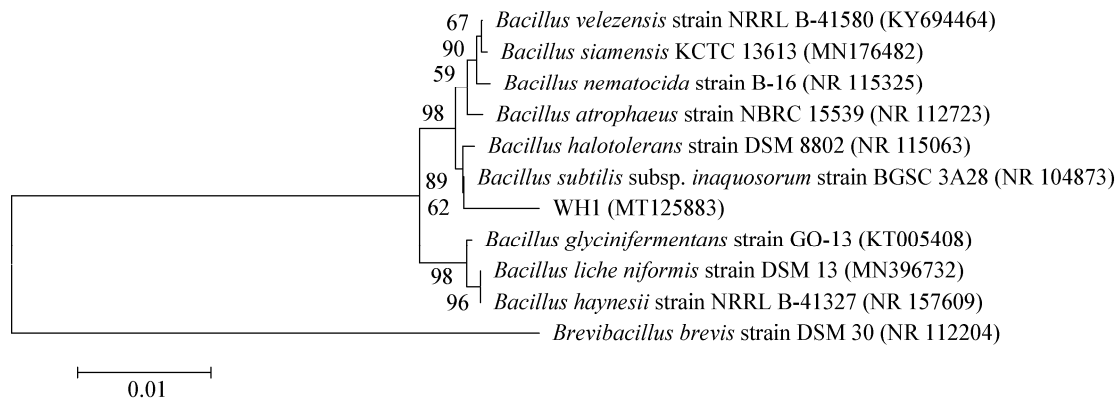 67
Bacillus velezensis strain NRRL B-41580 (KY694464)
90
Bacillus siamensis KCTC 13613 (MN176482)
59
Bacillus nematocida strain B-16 (NR 115325)
98
Bacillus atrophaeus strain NBRC 15539 (NR 112723)
Bacillus halotolerans strain DSM 8802 (NR 115063)
89
Bacillus subtilis subsp. inaquosorum strain BGSC 3A28 (NR 104873)
62
WH1 (MT125883)
Bacillus glycinifermentans strain GO-13 (KT005408)
98
Bacillus liche niformis strain DSM 13 (MN396732)
96
Bacillus haynesii strain NRRL B-41327 (NR 157609)
Brevibacillus brevis strain DSM 30 (NR 112204)
0.01